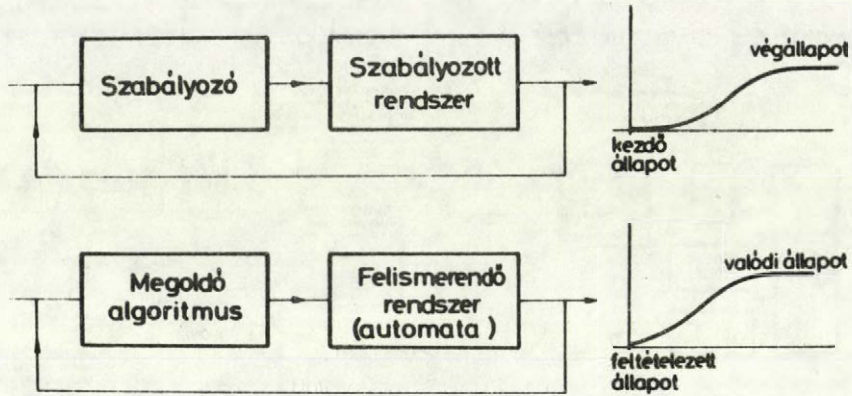 Szabályozó
Szabályozott
rendszer
végállapot
kezdő
állapot
Megoldó
algoritmus
Felismerendő
rendszer
(automata)
valódi állapot
feltételezett
állapot